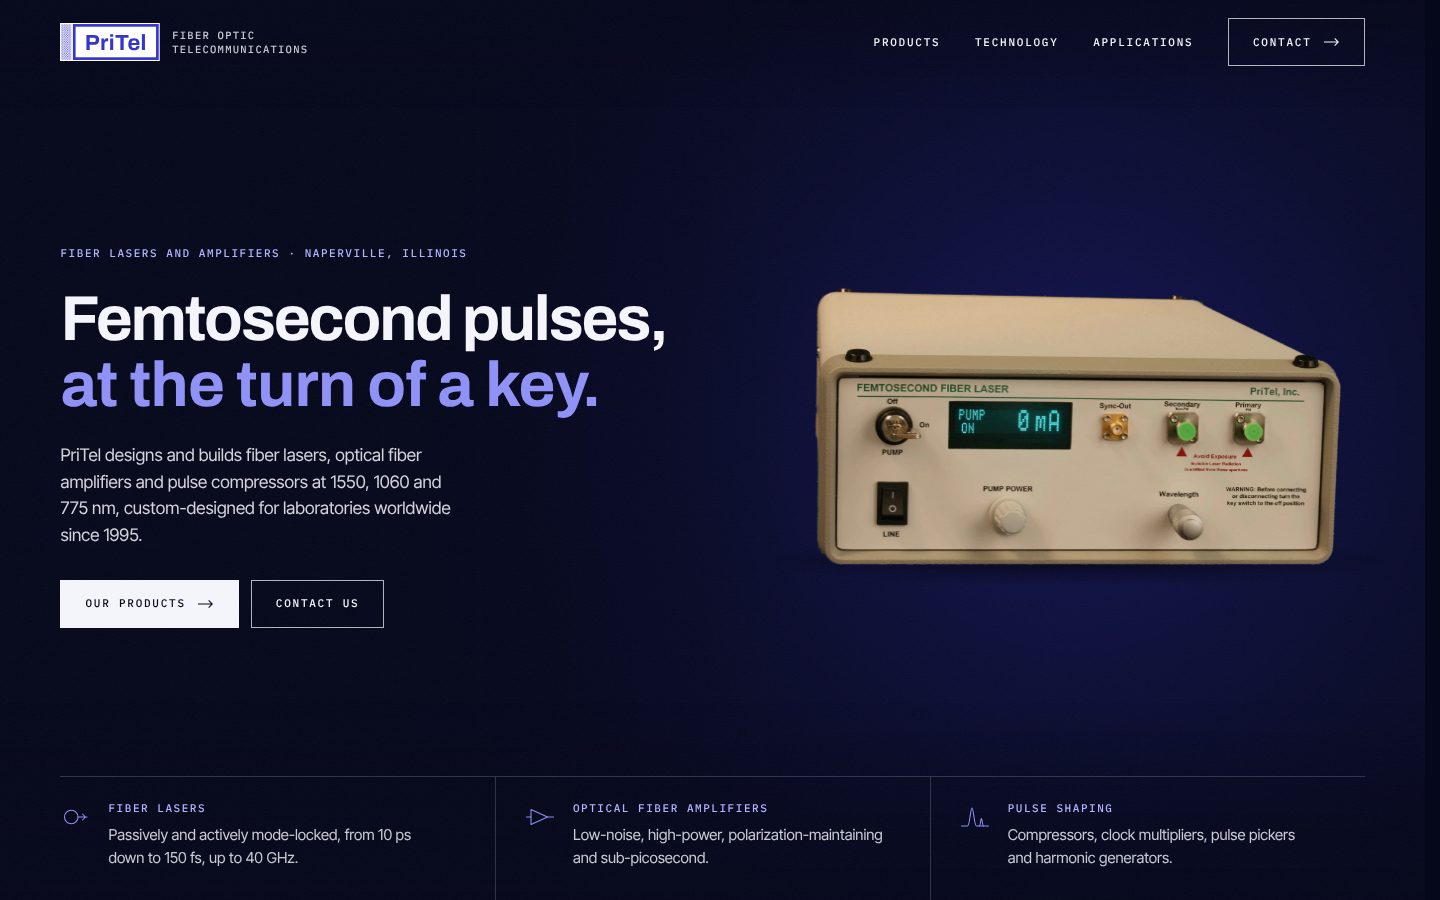 PriTel
FIBER OPTIC
TELECOMMUNICATIONS
PRODUCTS
TECHNOLOGY
APPLICATIONS
CONTACT
FIBER LASERS AND AMPLIFIERS · NAPERVILLE, ILLINOIS
Femtosecond pulses,
at the turn of a key.
PriTel designs and builds fiber lasers, optical fiber
amplifiers and pulse compressors at 1550, 1060 and
775 nm, custom-designed for laboratories worldwide
since 1995.
OUR PRODUCTS
CONTACT US
FEMTOSECOND FIBER LASER
PriTel, Inc.
Off
On
PUMP
PUMP
ON
0 mA
Sync-Out
Secondary
Primary
Avoid Exposure
LINE
PUMP POWER
Wavelength
WARNING: Before connecting
or disconnecting turn the
key switch to the off position
FIBER LASERS
Passively and actively mode-locked, from 10 ps
down to 150 fs, up to 40 GHz.
OPTICAL FIBER AMPLIFIERS
Low-noise, high-power, polarization-maintaining
and sub-picosecond.
PULSE SHAPING
Compressors, clock multipliers, pulse pickers
and harmonic generators.